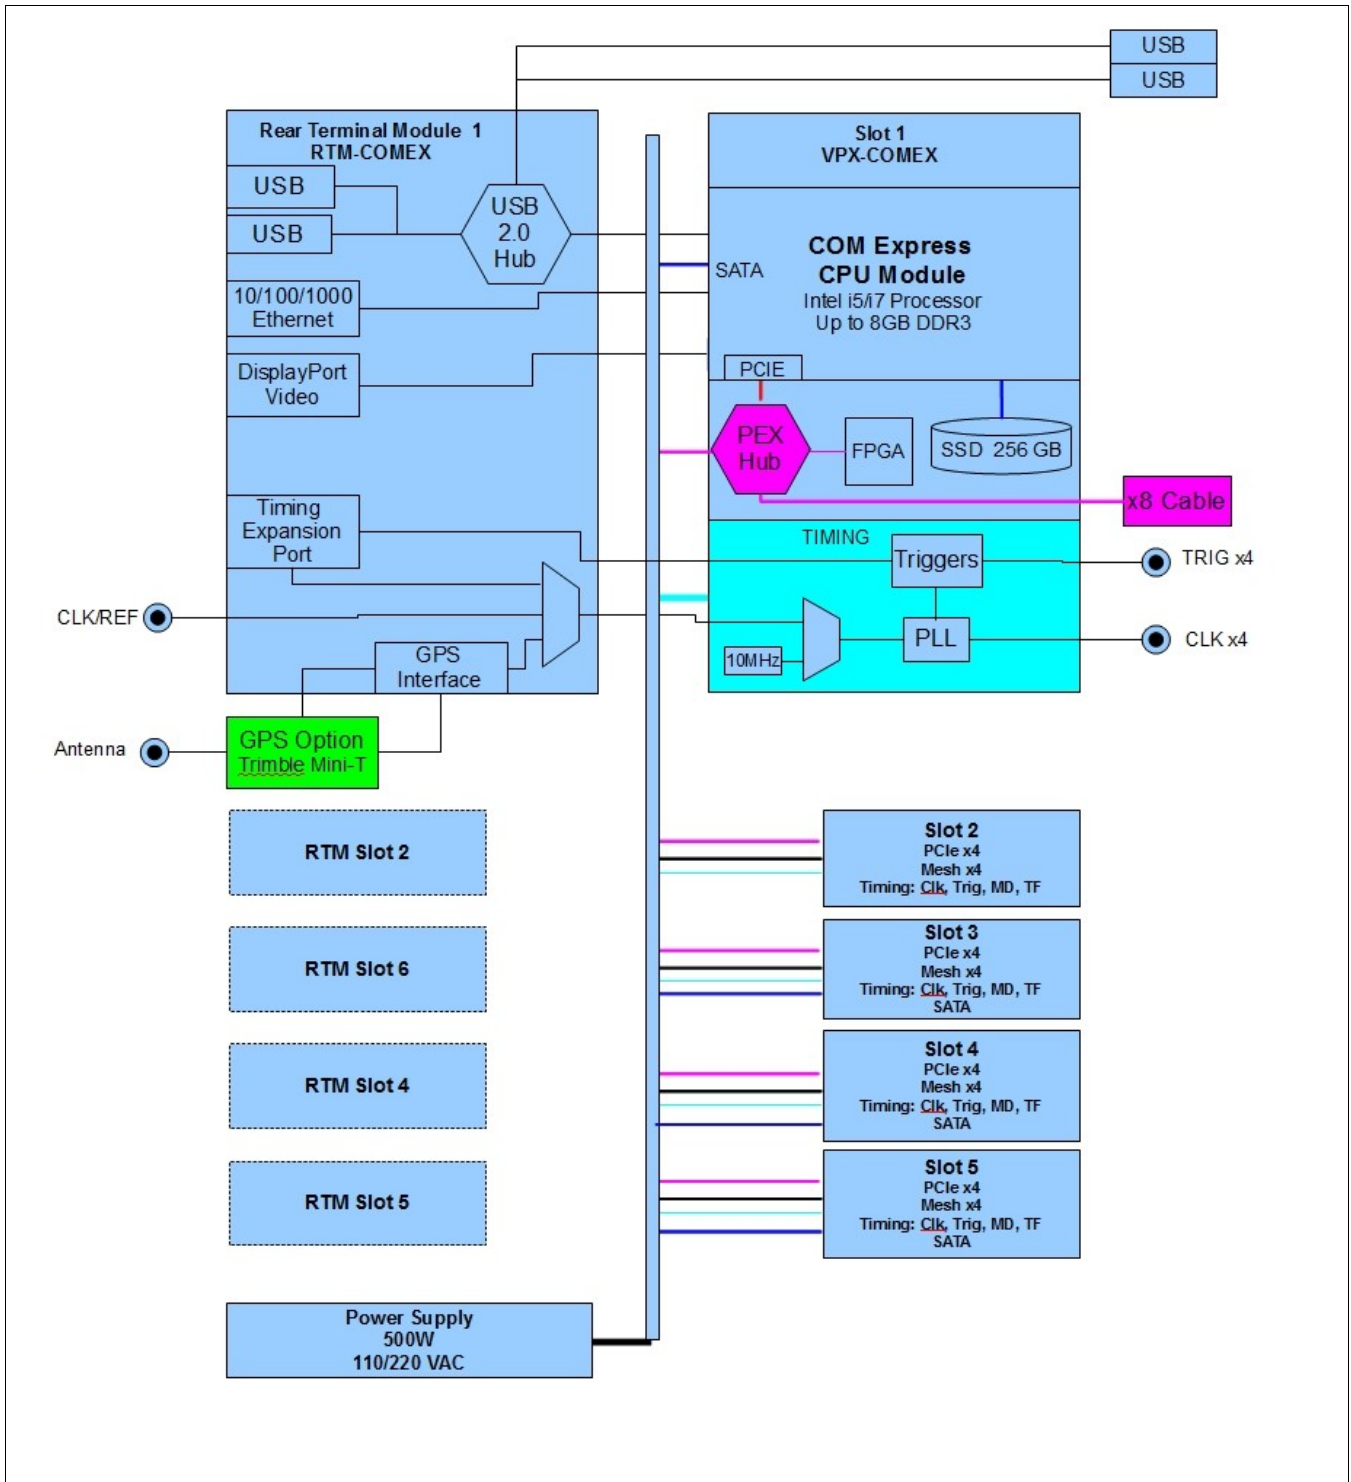 USB
USB
Rear Terminal Module 1
RTM-COMEX
USB
USB
USB
2.0
Hub
10/100/1000
Ethernet
DisplayPort
Video
Timing
Expansion
Port
CLK/REF
GPS
Interface
Antenna
GPS Option
Trimble Mini-T
Slot 1
VPX-COMEX
COM Express
CPU Module
Intel i5/i7 Processor
Up to 8GB DDR3
SATA
PCIE
PEX
Hub
FPGA
SSD 256 GB
x8 Cable
TIMING
Triggers
TRIG x4
10MHz
PLL
CLK x4
RTM Slot 2
RTM Slot 6
RTM Slot 4
RTM Slot 5
Slot 2
PCIe x4
Mesh x4
Timing: Clk, Trig, MD, TF
Slot 3
PCIe x4
Mesh x4
Timing: Clk, Trig, MD, TF
SATA
Slot 4
PCIe x4
Mesh x4
Timing: Clk, Trig, MD, TF
SATA
Slot 5
PCIe x4
Mesh x4
Timing: Clk, Trig, MD, TF
SATA
Power Supply
500W
110/220 VAC